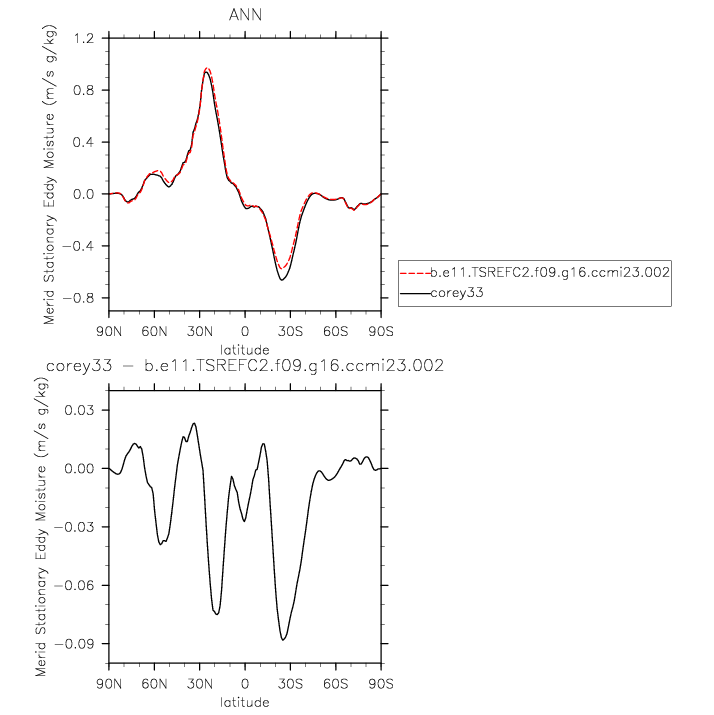 ANN
Merid Stationary Eddy Moisture (m/s g/kg)
1.2
0.8
0.4
0.0
−0.4
−0.8
90N 60N 30N 0 30S 60S 90S
latitude
b.e11.TSREFC2.f09.g16.ccmi23.002
corey33
corey33 − b.e11.TSREFC2.f09.g16.ccmi23.002
Merid Stationary Eddy Moisture (m/s g/kg)
0.03
0.00
−0.03
−0.06
−0.09
90N 60N 30N 0 30S 60S 90S
latitude